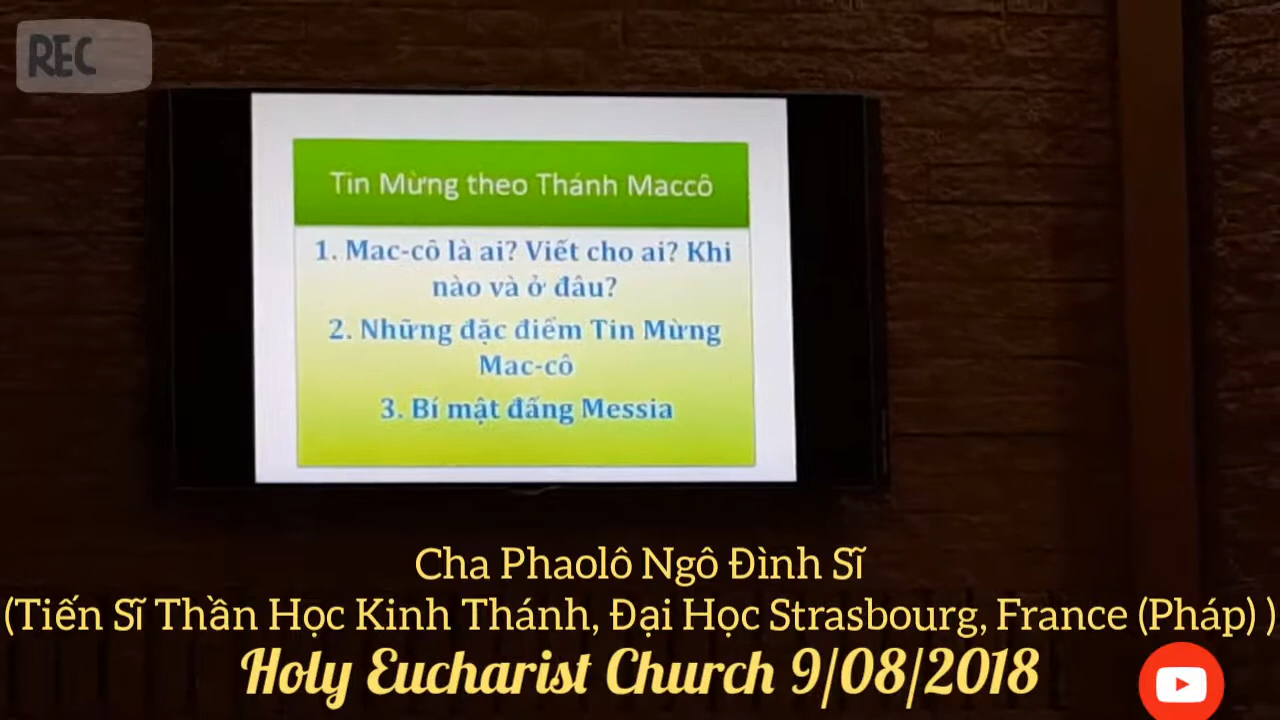 REC
Tin Mừng theo Thánh Maccô
1. Mac-cô là ai? Viết cho ai? Khi
nào và ở đâu?
2. Những đặc điểm Tin Mừng
Mac-cô
3. Bí mật đấng Messia
Cha Phaolô Ngô Đình Sĩ
(Tiến Sĩ Thần Học Kinh Thánh, Đại Học Strasbourg, France (Pháp) )
Holy Eucharist Church 9/08/2018